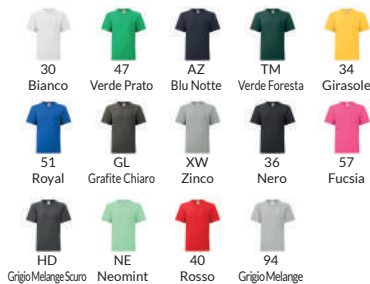 30 47 AZ TM 34
Bianco Verde Prato Blu Notte Verde Foresta Girasole
51 GL XW 36 57
Royal Grafite Chiaro Zinco Nero Fucsia
HD NE 40 94
Grigio Melange Scuro Neomint Rosso Grigio Melange